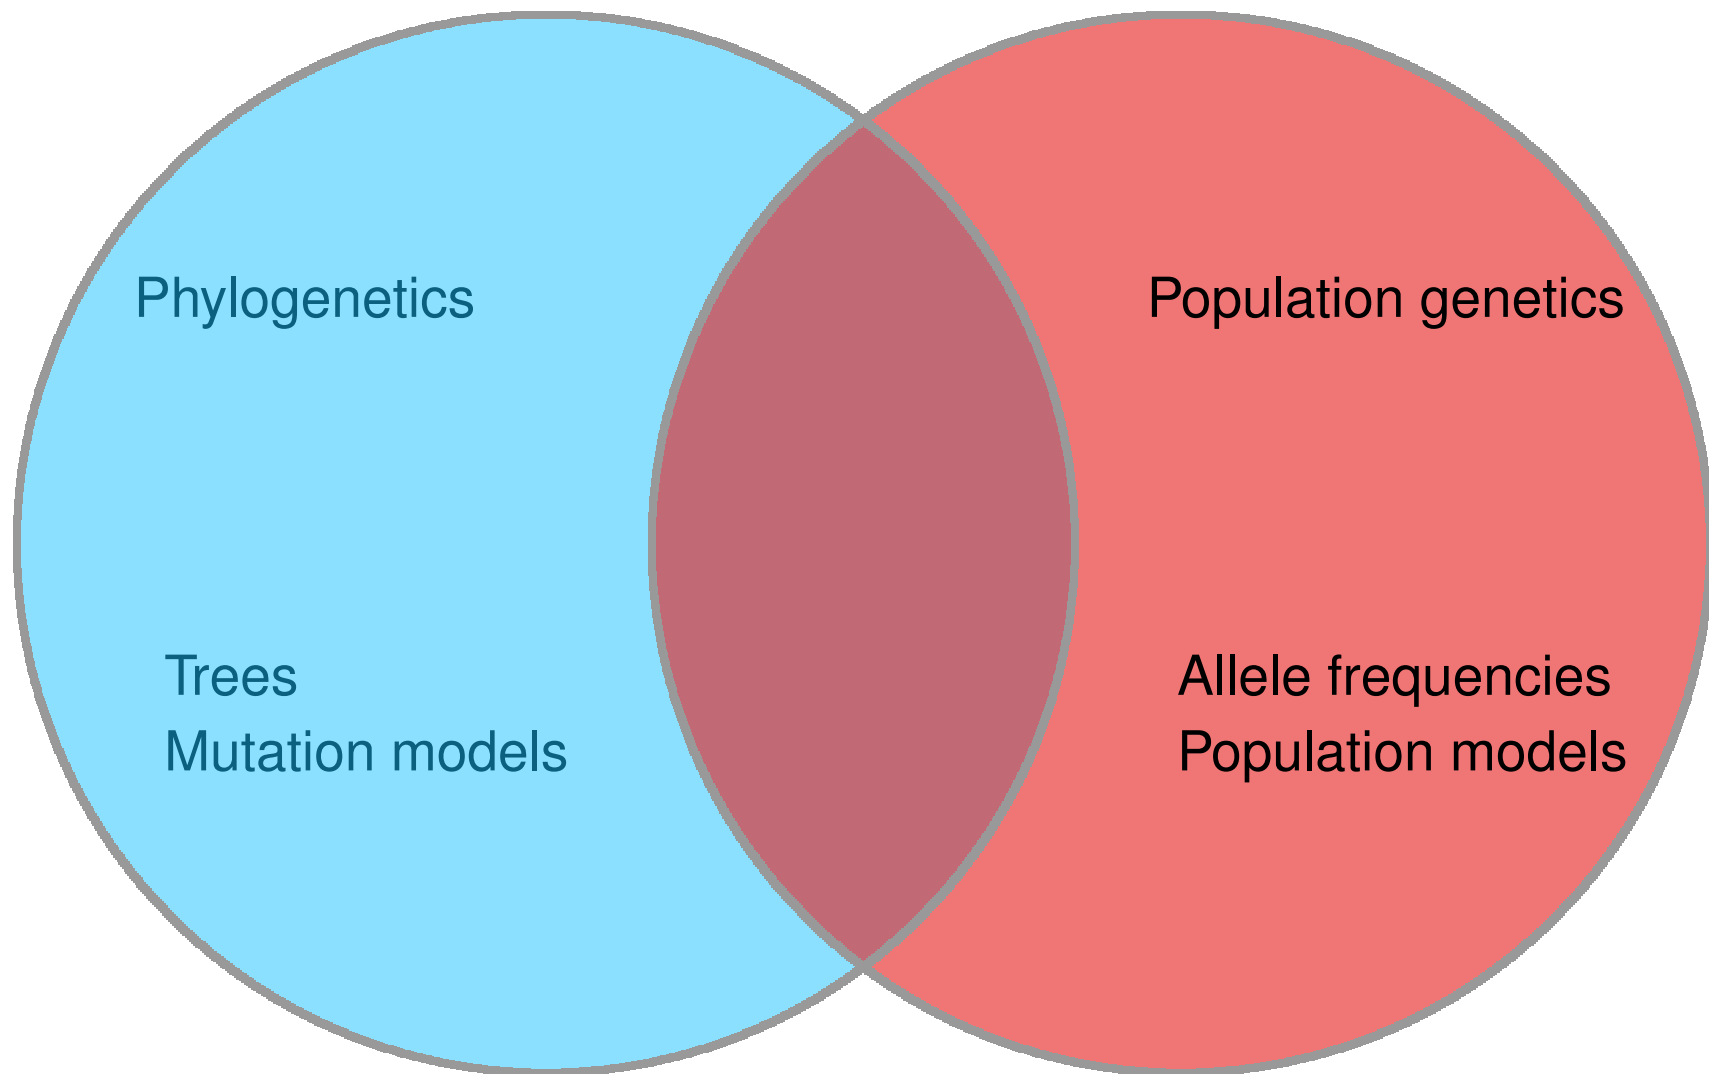 Phylogenetics
Population genetics
Trees
Mutation models
Allele frequencies
Population models